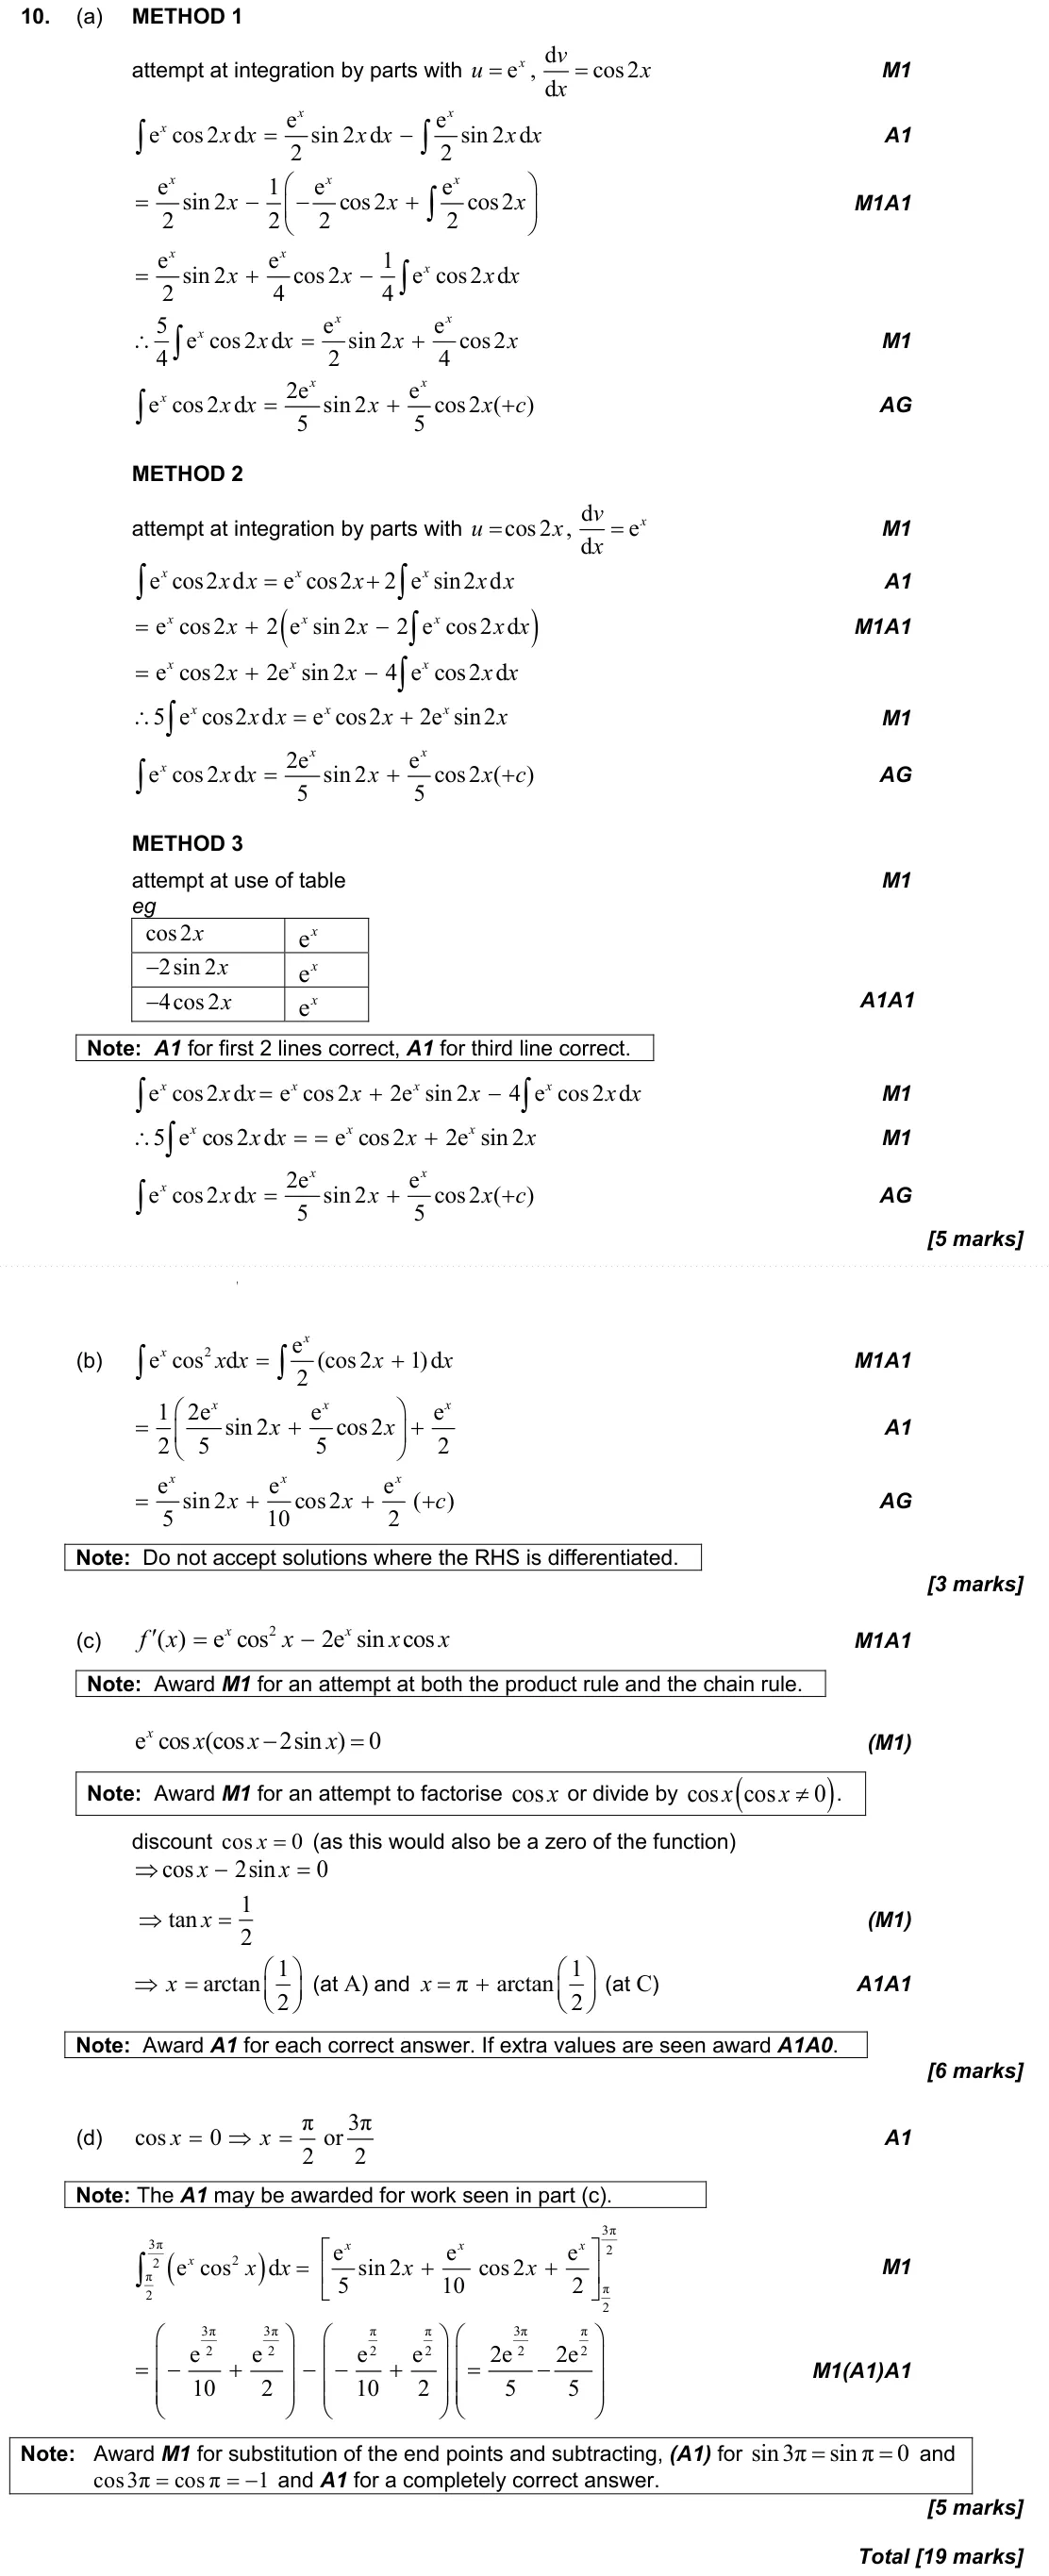 10. (a) METHOD 1
attempt at integration by parts with u = e^x, dv/dx = cos 2x M1
∫ e^x cos 2x dx = e^x/2 sin 2x dx − ∫ e^x/2 sin 2x dx A1
= e^x/2 sin 2x − 1/2 (− e^x/2 cos 2x + ∫ e^x/2 cos 2x) M1A1
= e^x/2 sin 2x + e^x/4 cos 2x − 1/4 ∫ e^x cos 2x dx
∴ 5/4 ∫ e^x cos 2x dx = e^x/2 sin 2x + e^x/4 cos 2x M1
∫ e^x cos 2x dx = 2e^x/5 sin 2x + e^x/5 cos 2x (+c) AG
METHOD 2
attempt at integration by parts with u = cos 2x, dv/dx = e^x M1
∫ e^x cos 2x dx = e^x cos 2x + 2 ∫ e^x sin 2x dx A1
= e^x cos 2x + 2 (e^x sin 2x − 2 ∫ e^x cos 2x dx) M1A1
= e^x cos 2x + 2e^x sin 2x − 4 ∫ e^x cos 2x dx
∴ 5 ∫ e^x cos 2x dx = e^x cos 2x + 2e^x sin 2x M1
∫ e^x cos 2x dx = 2e^x/5 sin 2x + e^x/5 cos 2x (+c) AG
METHOD 3
attempt at use of table M1
eg
cos 2x e^x
−2 sin 2x e^x
−4 cos 2x e^x A1A1
Note: A1 for first 2 lines correct, A1 for third line correct.
∫ e^x cos 2x dx = e^x cos 2x + 2e^x sin 2x − 4 ∫ e^x cos 2x dx M1
∴ 5 ∫ e^x cos 2x dx = = e^x cos 2x + 2e^x sin 2x M1
∫ e^x cos 2x dx = 2e^x/5 sin 2x + e^x/5 cos 2x (+c) AG
[5 marks]
(b) ∫ e^x cos² x dx = ∫ e^x/2 (cos 2x + 1) dx M1A1
= 1/2 (2e^x/5 sin 2x + e^x/5 cos 2x) + e^x/2 A1
= e^x/5 sin 2x + e^x/10 cos 2x + e^x/2 (+c) AG
Note: Do not accept solutions where the RHS is differentiated.
[3 marks]
(c) f′(x) = e^x cos² x − 2e^x sin x cos x M1A1
Note: Award M1 for an attempt at both the product rule and the chain rule.
e^x cos x (cos x − 2 sin x) = 0 (M1)
Note: Award M1 for an attempt to factorise cos x or divide by cos x (cos x ≠ 0).
discount cos x = 0 (as this would also be a zero of the function)
⇒ cos x − 2 sin x = 0
⇒ tan x = 1/2 (M1)
⇒ x = arctan(1/2) (at A) and x = π + arctan(1/2) (at C) A1A1
Note: Award A1 for each correct answer. If extra values are seen award A1A0.
[6 marks]
(d) cos x = 0 ⇒ x = π/2 or 3π/2 A1
Note: The A1 may be awarded for work seen in part (c).
∫_{π/2}^{3π/2} (e^x cos² x) dx = [e^x/5 sin 2x + e^x/10 cos 2x + e^x/2]_{π/2}^{3π/2} M1
= (− e^{3π/2}/10 + e^{3π/2}/2) − (− e^{π/2}/10 + e^{π/2}/2) (= 2e^{3π/2}/5 − 2e^{π/2}/5) M1(A1)A1
Note: Award M1 for substitution of the end points and subtracting, (A1) for sin 3π = sin π = 0 and
cos 3π = cos π = −1 and A1 for a completely correct answer.
[5 marks]
Total [19 marks]